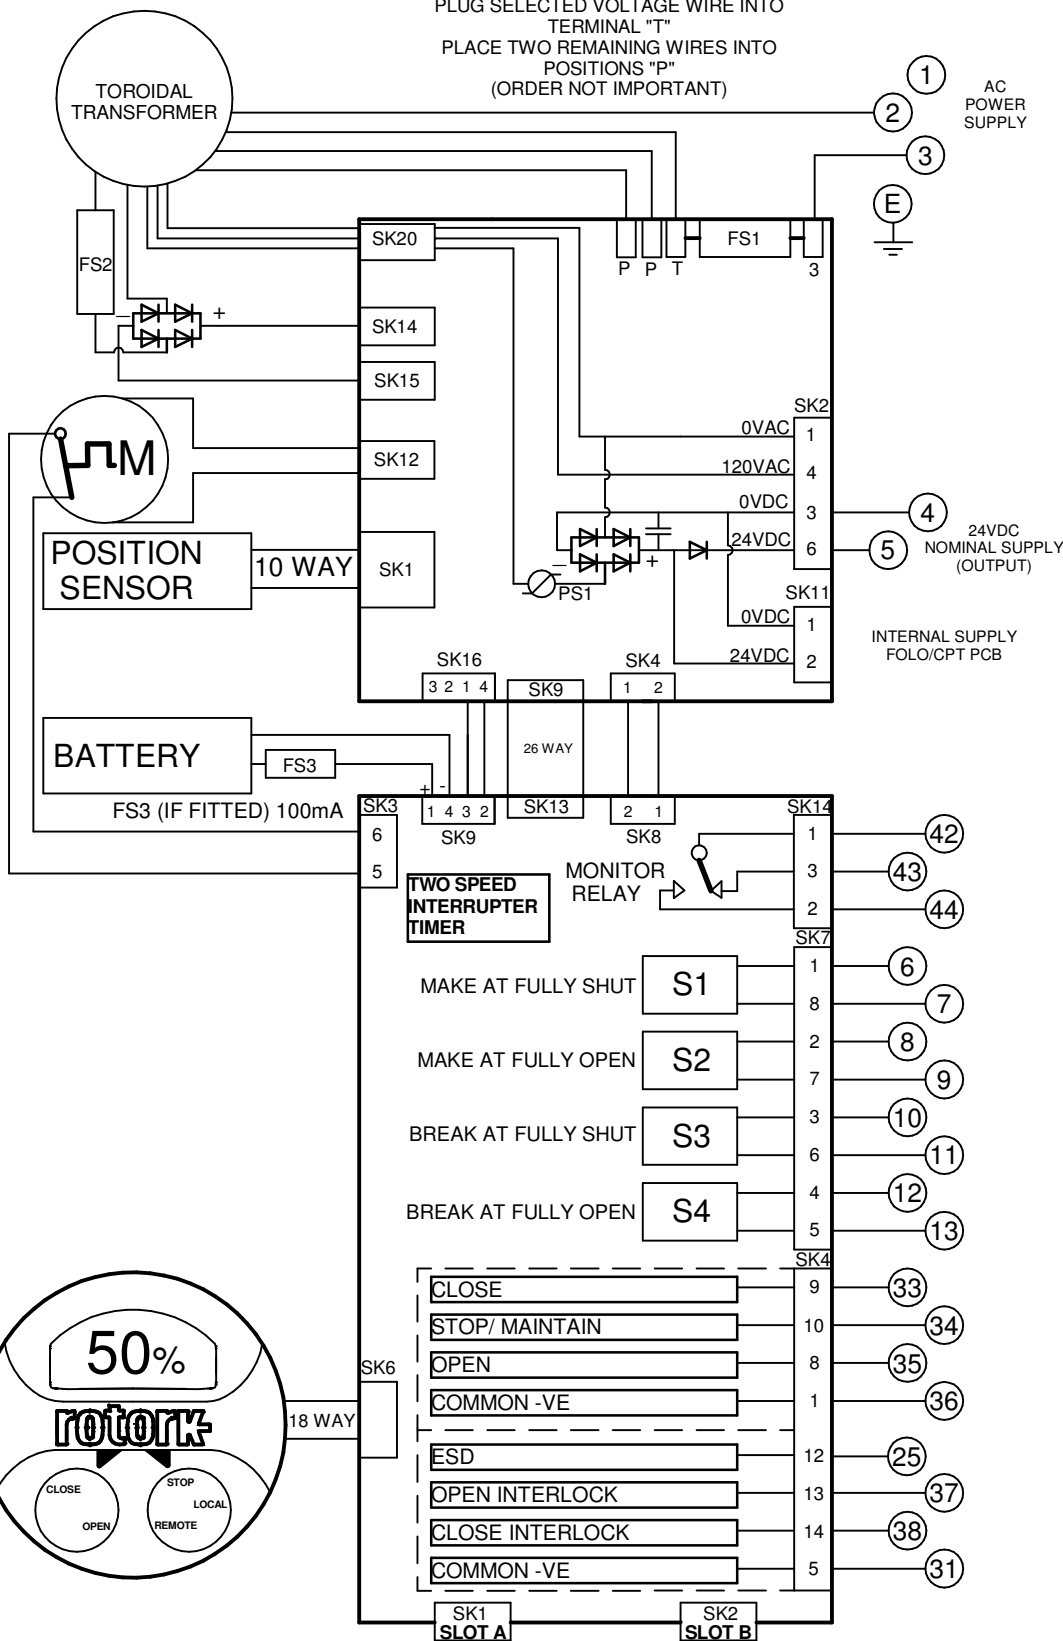 PLUG SELECTED VOLTAGE WIRE INTO
TERMINAL "T"
PLACE TWO REMAINING WIRES INTO
POSITIONS "P"
(ORDER NOT IMPORTANT)
TOROIDAL
TRANSFORMER
1
2
3
E
AC
POWER
SUPPLY
FS2
SK20
P P T
FS1
3
– +
SK14
SK15
M
SK12
SK2
0VAC 1
120VAC 4
0VDC 3
24VDC 6
4
5
24VDC
NOMINAL SUPPLY
(OUTPUT)
POSITION
SENSOR
10 WAY
SK1
– +
PS1
SK11
0VDC 1
24VDC 2
INTERNAL SUPPLY
FOLO/CPT PCB
SK16
3 2 1 4
SK9
SK4
1 2
BATTERY
FS3
26 WAY
FS3 (IF FITTED) 100mA
SK3
6
5
+ -
1 4 3 2
SK9
SK13
2 1
SK8
SK14
1 42
3 43
2 44
MONITOR
RELAY
TWO SPEED
INTERRUPTER
TIMER
SK7
MAKE AT FULLY SHUT S1
1 6
8 7
MAKE AT FULLY OPEN S2
2 8
7 9
BREAK AT FULLY SHUT S3
3 10
6 11
BREAK AT FULLY OPEN S4
4 12
5 13
SK4
CLOSE 9 33
STOP/ MAINTAIN 10 34
OPEN 8 35
COMMON -VE 1 36
ESD 12 25
OPEN INTERLOCK 13 37
CLOSE INTERLOCK 14 38
COMMON -VE 5 31
50%
rotork
CLOSE
OPEN
STOP
LOCAL
REMOTE
18 WAY
SK6
SK1
SLOT A
SK2
SLOT B